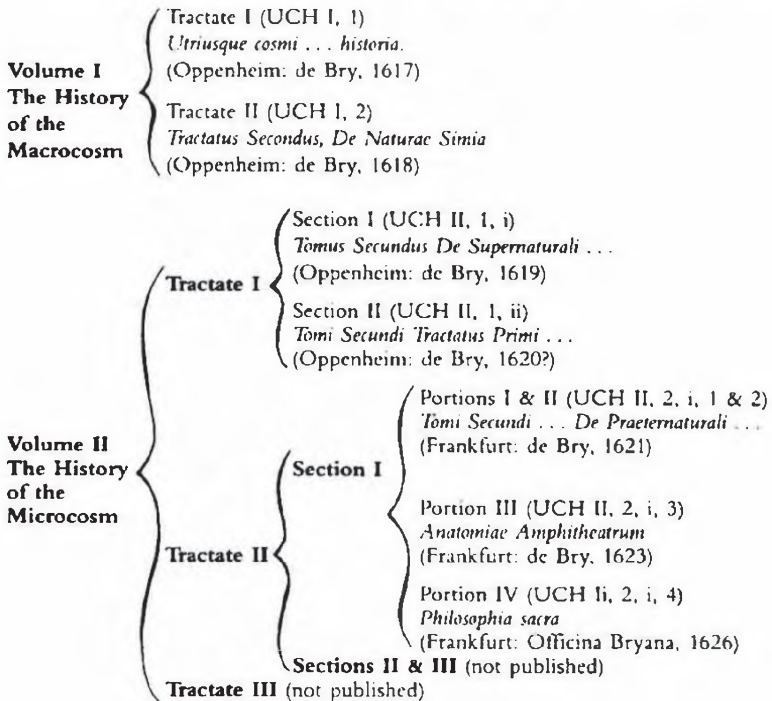 Tractate I (UCH I, 1)
Utriusque cosmi . . . historia.
(Oppenheim: de Bry, 1617)
Volume I
The History
of the
Macrocosm
Tractate II (UCH I, 2)
Tractatus Secondus, De Naturae Simia
(Oppenheim: de Bry, 1618)
Section I (UCH II, 1, i)
Tomus Secundus De Supernaturali . . .
(Oppenheim: de Bry, 1619)
Tractate I
Section II (UCH II, 1, ii)
Tomi Secundi Tractatus Primi . . .
(Oppenheim: de Bry, 1620?)
Portions I & II (UCH II, 2, i, 1 & 2)
Tomi Secundi . . . De Praeternaturali . . .
(Frankfurt: de Bry, 1621)
Volume II
The History
of the
Microcosm
Section I
Portion III (UCH II, 2, i, 3)
Anatomiae Amphitheatrum
(Frankfurt: de Bry, 1623)
Tractate II
Portion IV (UCH Ii, 2, i, 4)
Philosophia sacra
(Frankfurt: Officina Bryana, 1626)
Sections II & III (not published)
Tractate III (not published)